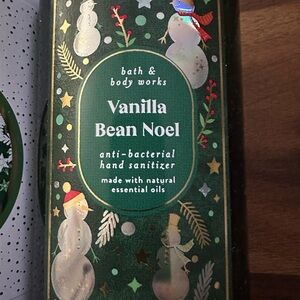 bath &
body works
Vanilla
Bean Noel
anti-bacterial
hand sanitizer
made with natural
essential oils